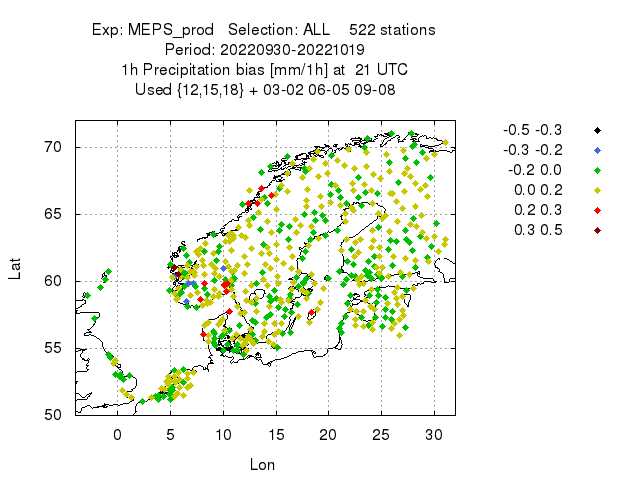 Exp: MEPS_prod   Selection: ALL    522 stations
Period: 20220930-20221019
1h Precipitation bias [mm/1h] at  21 UTC
Used {12,15,18} + 03-02 06-05 09-08
-0.5 -0.3
-0.3 -0.2
-0.2 0.0
0.0 0.2
0.2 0.3
0.3 0.5
70
65
60
55
50
Lat
0 5 10 15 20 25 30
Lon